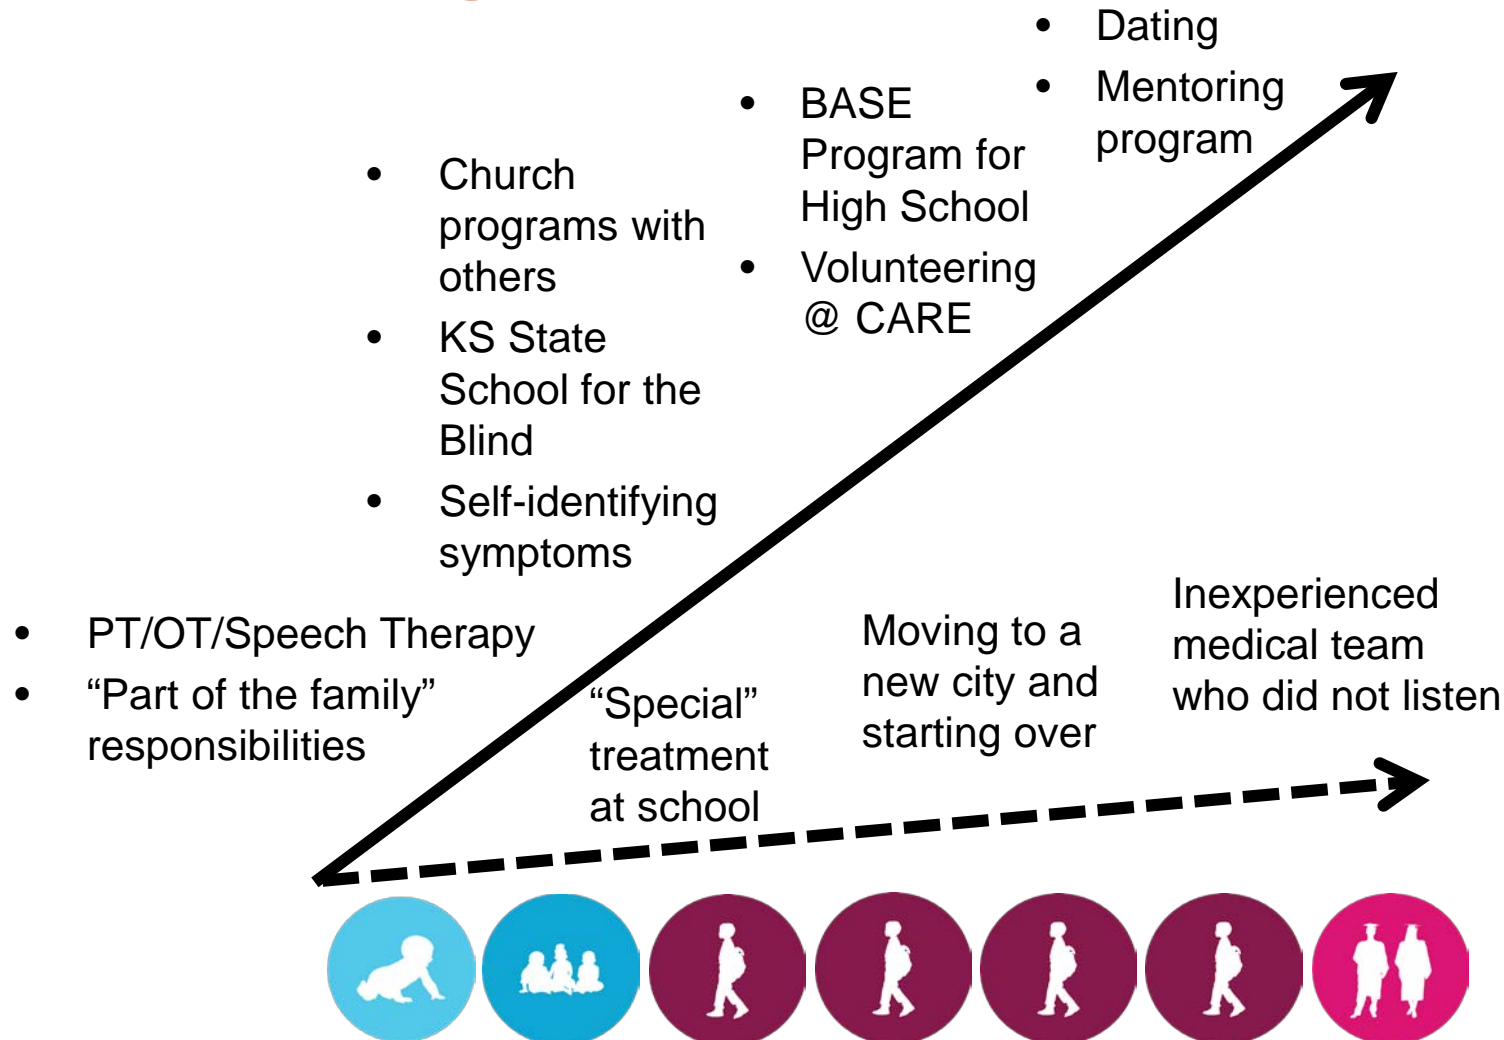 • Dating
• Mentoring
program
• BASE
Program for
High School
• Volunteering
@ CARE
• Church
programs with
others
• KS State
School for the
Blind
• Self-identifying
symptoms
• PT/OT/Speech Therapy
• “Part of the family”
responsibilities
“Special”
treatment
at school
Moving to a
new city and
starting over
Inexperienced
medical team
who did not listen